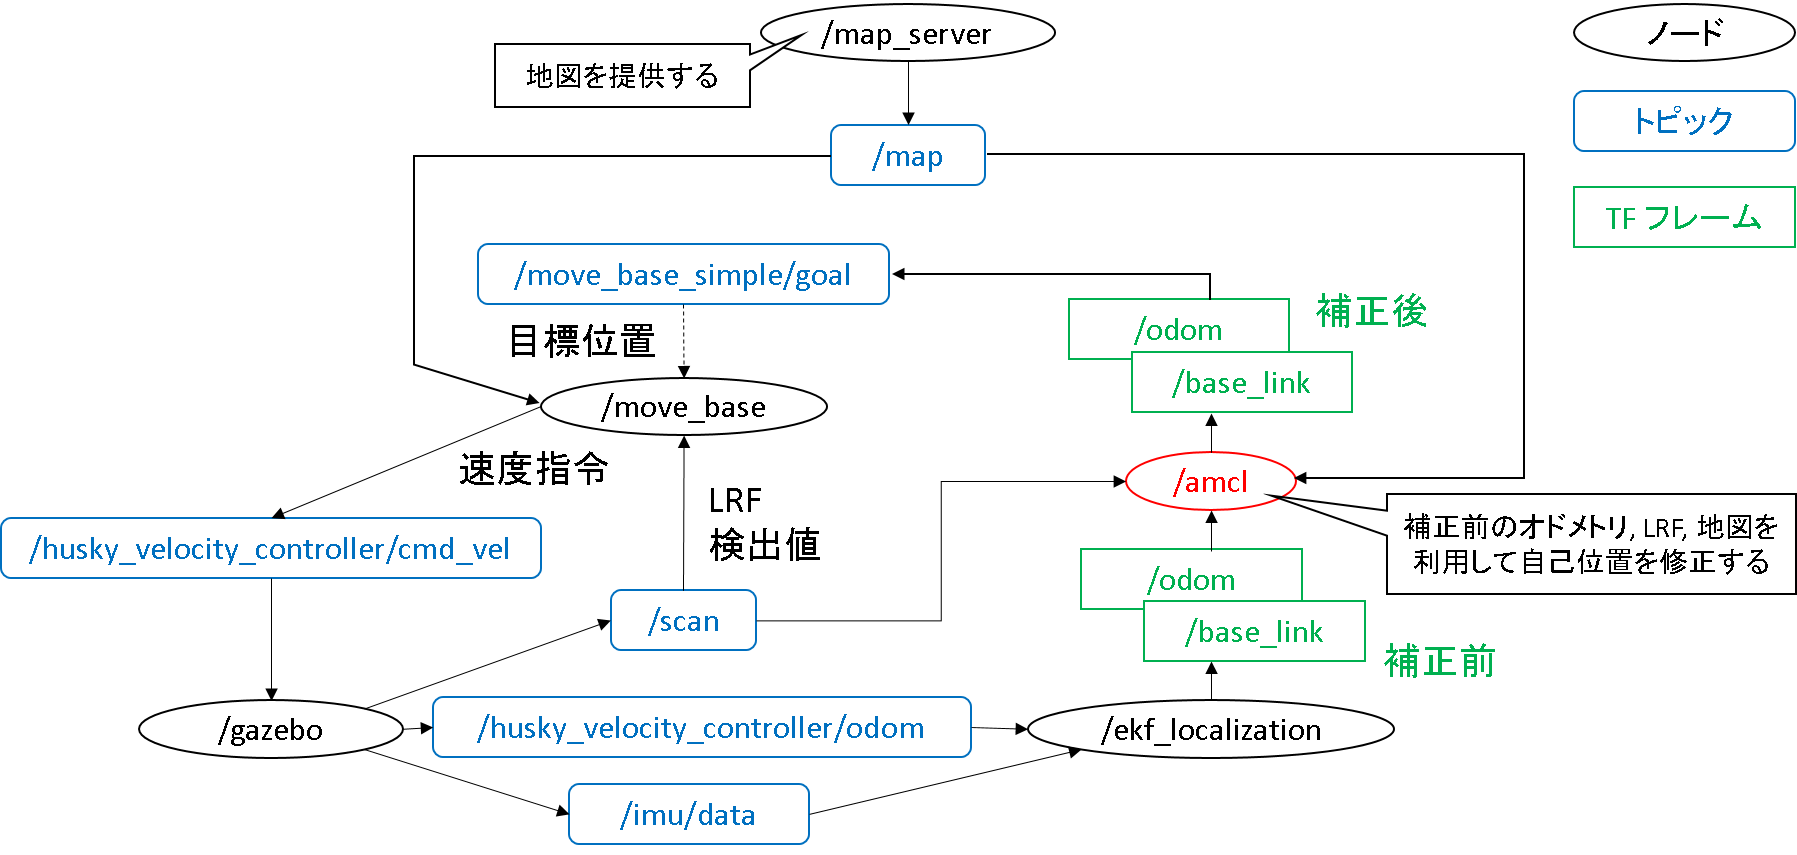 /map_server
ノード
地図を提供する
トピック
/map
TF フレーム
/move_base_simple/goal
補正後
/odom
目標位置
/base_link
/move_base
速度指令
/amcl
LRF
検出値
補正前のオドメトリ, LRF, 地図を
利用して自己位置を修正する
/husky_velocity_controller/cmd_vel
/odom
/scan
/base_link
補正前
/gazebo
/husky_velocity_controller/odom
/ekf_localization
/imu/data